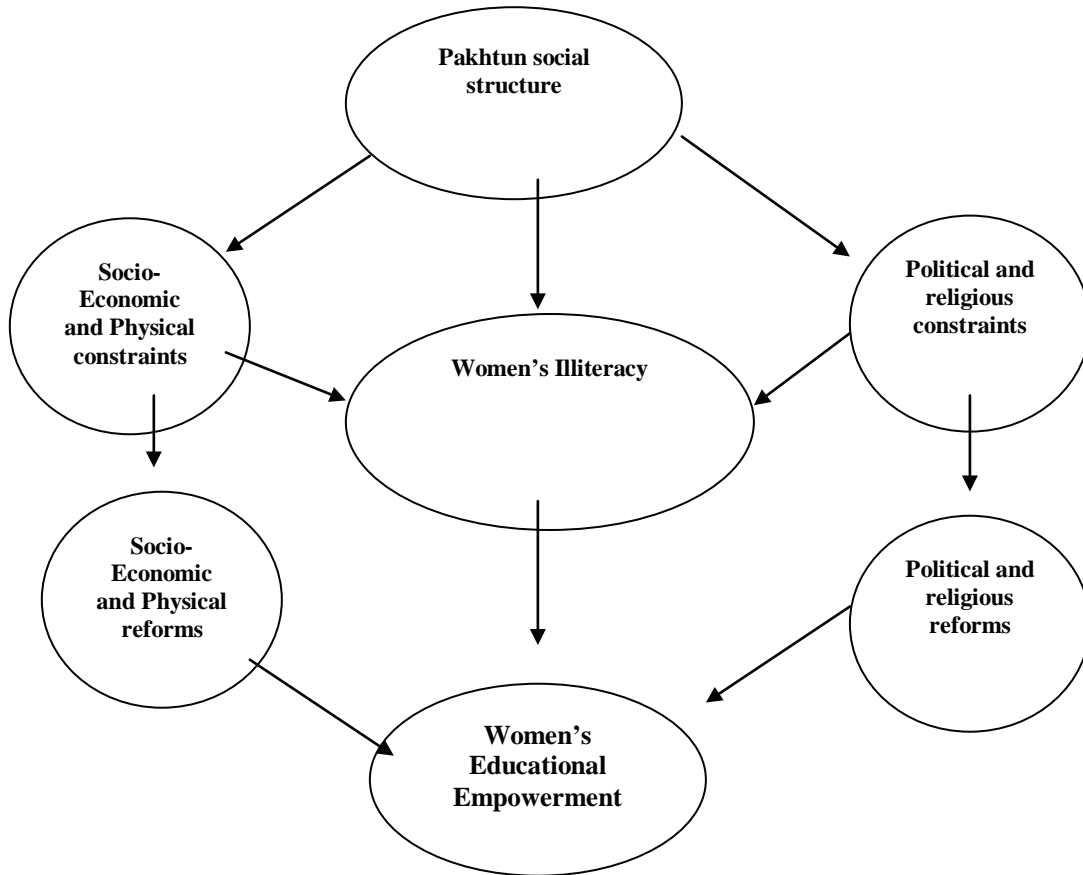 Pakhtun social
structure
Socio-
Economic
and Physical
constraints
Political and
religious
constraints
Women’s Illiteracy
Socio-
Economic
and Physical
reforms
Political and
religious
reforms
Women’s
Educational
Empowerment